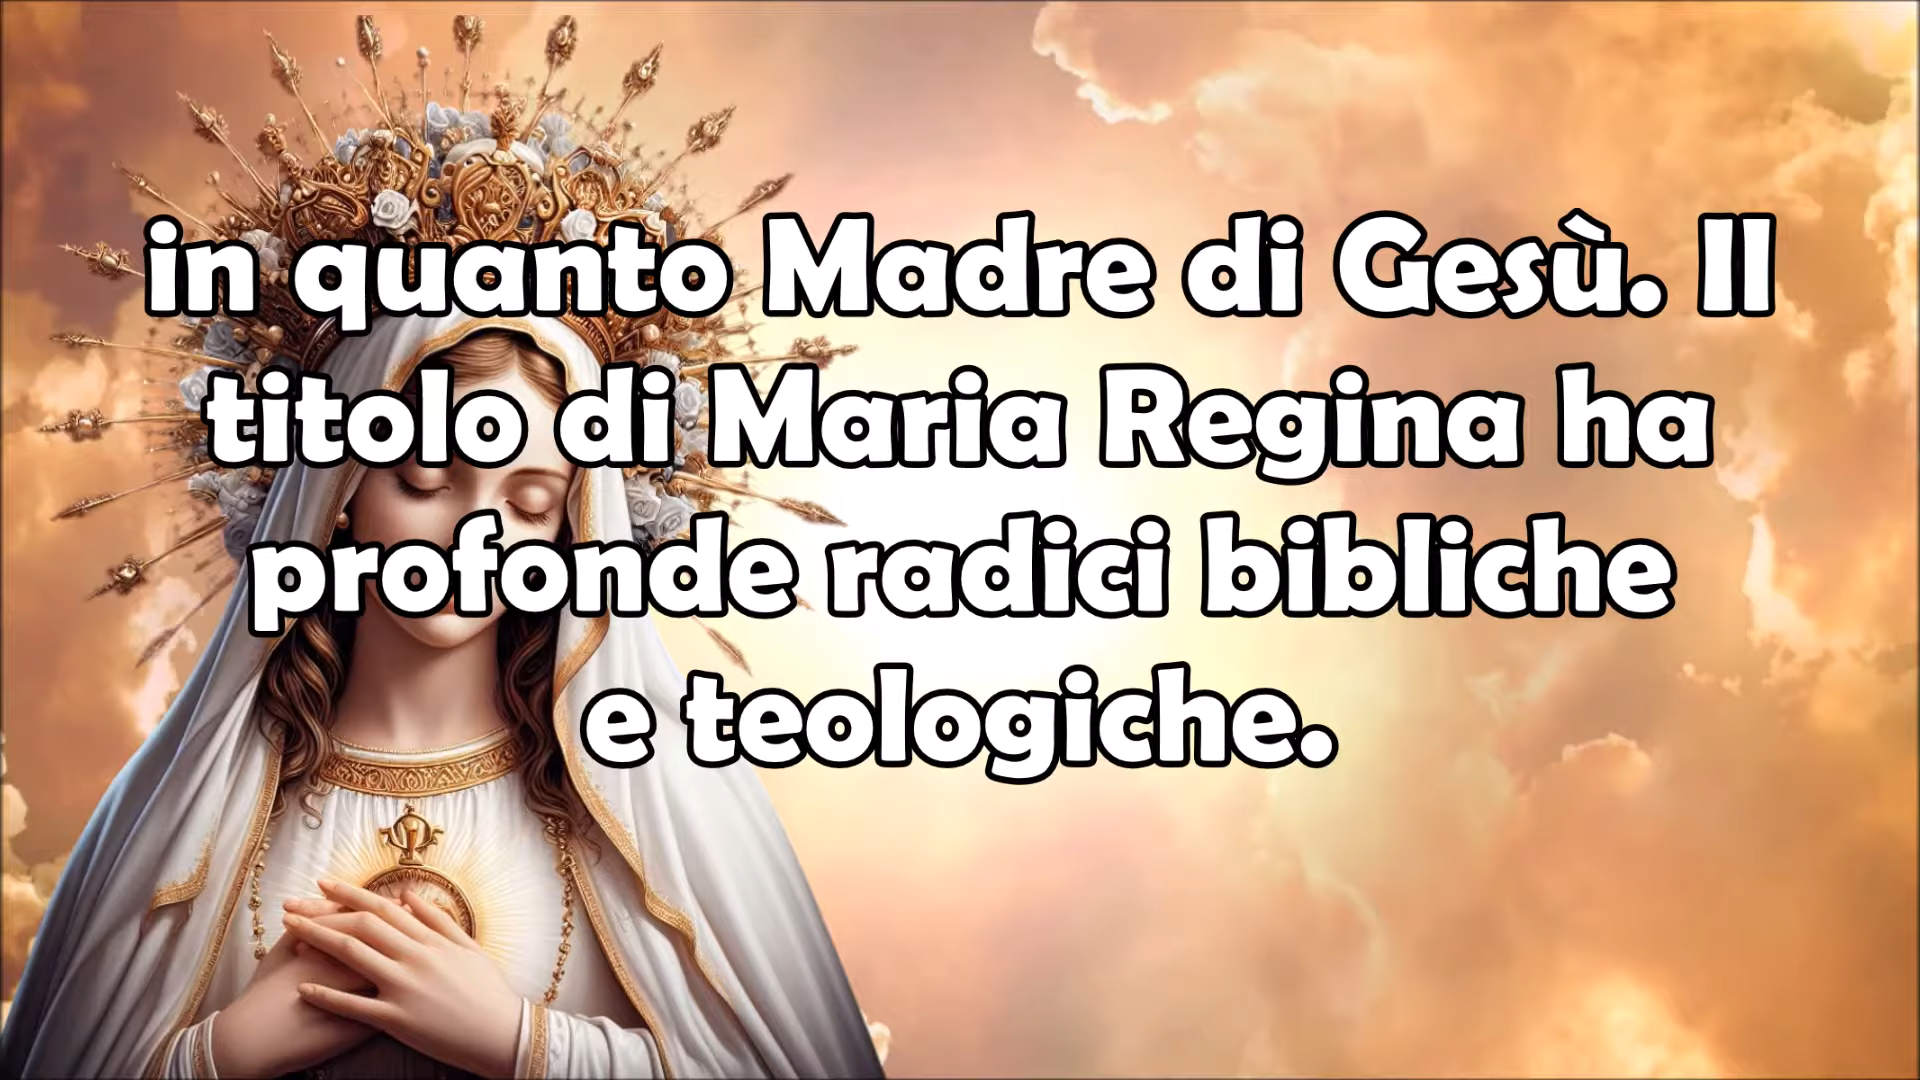 in quanto Madre di Gesù. Il
titolo di Maria Regina ha
profonde radici bibliche
e teologiche.